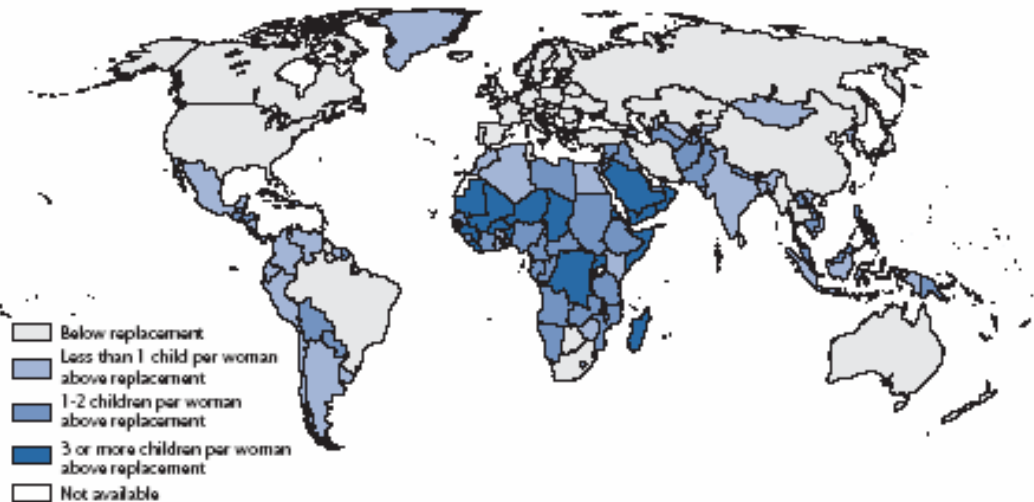 Below replacement
Less than 1 child per woman
above replacement
1-2 children per woman
above replacement
3 or more children per woman
above replacement
Not available